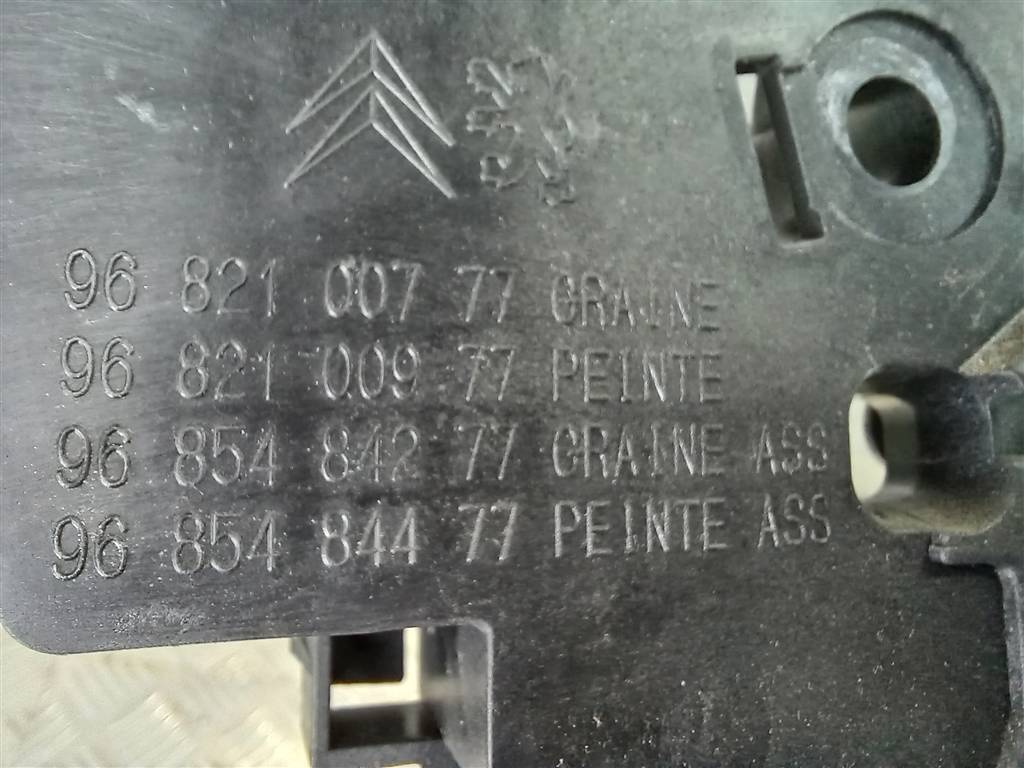 96 821 007 77 GRAINE
96 821 009 77 PEINTE
96 854 842 77 GRAINE ASS
96 854 844 77 PEINTE ASS